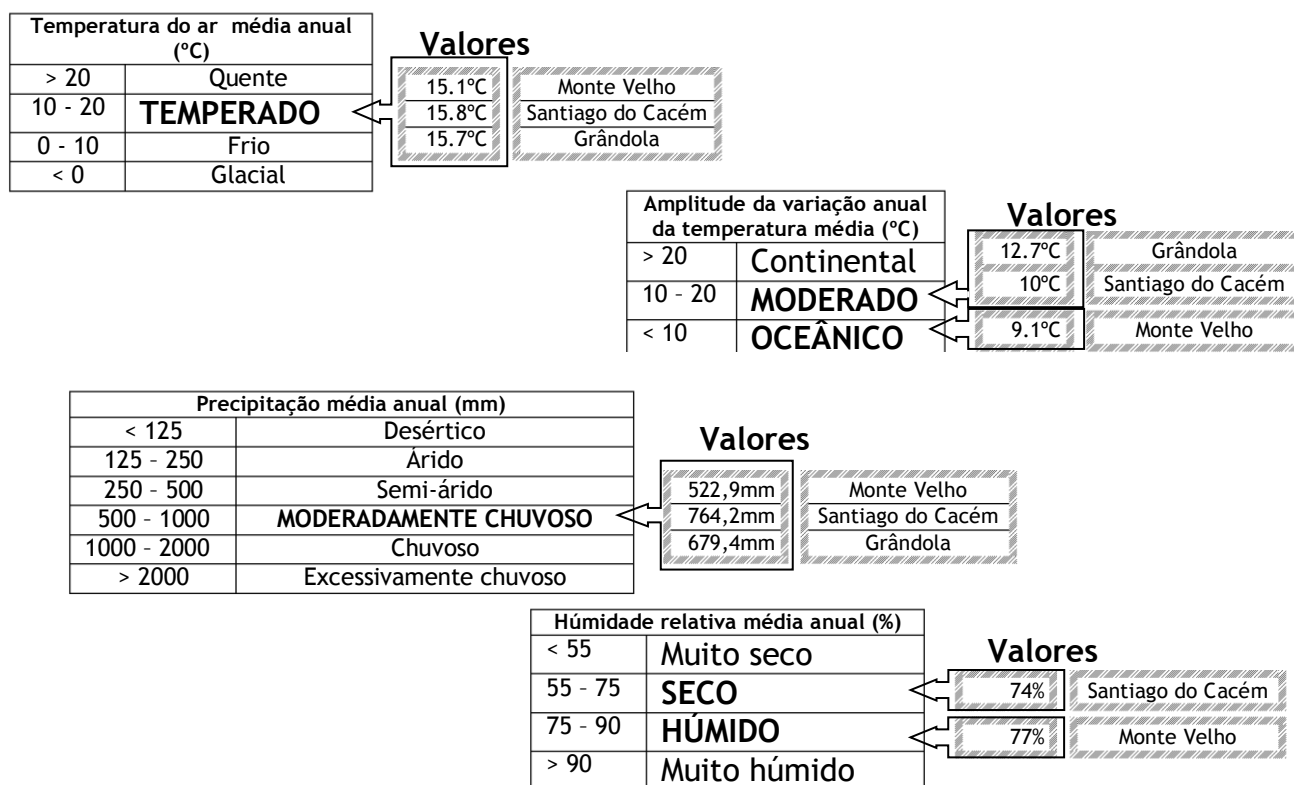 Temperatura do ar média anual
(ºC)
> 20 Quente
10 - 20 TEMPERADO
0 - 10 Frio
< 0 Glacial
Valores
15.1ºC Monte Velho
15.8ºC Santiago do Cacém
15.7ºC Grândola
Amplitude da variação anual
da temperatura média (ºC)
> 20 Continental
10 – 20 MODERADO
< 10 OCEÂNICO
Valores
12.7ºC Grândola
10ºC Santiago do Cacém
9.1ºC Monte Velho
Precipitação média anual (mm)
< 125 Desértico
125 – 250 Árido
250 – 500 Semi-árido
500 – 1000 MODERADAMENTE CHUVOSO
1000 – 2000 Chuvoso
> 2000 Excessivamente chuvoso
Valores
522,9mm Monte Velho
764,2mm Santiago do Cacém
679,4mm Grândola
Húmidade relativa média anual (%)
< 55 Muito seco
55 – 75 SECO
75 – 90 HÚMIDO
> 90 Muito húmido
Valores
74% Santiago do Cacém
77% Monte Velho